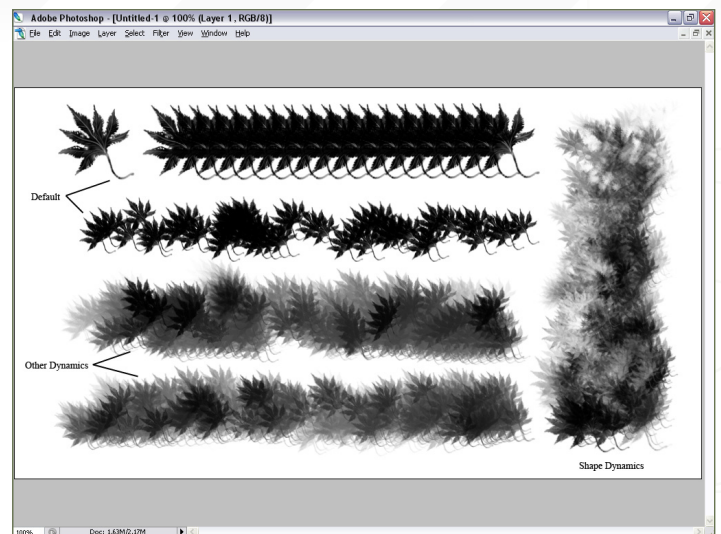 Adobe Photoshop - [Untitled-1 @ 100% (Layer 1, RGB/8)]
File Edit Image Layer Select Filter View Window Help
Default
Other Dynamics
Shape Dynamics
100% Doc: 1.63M/2.17M